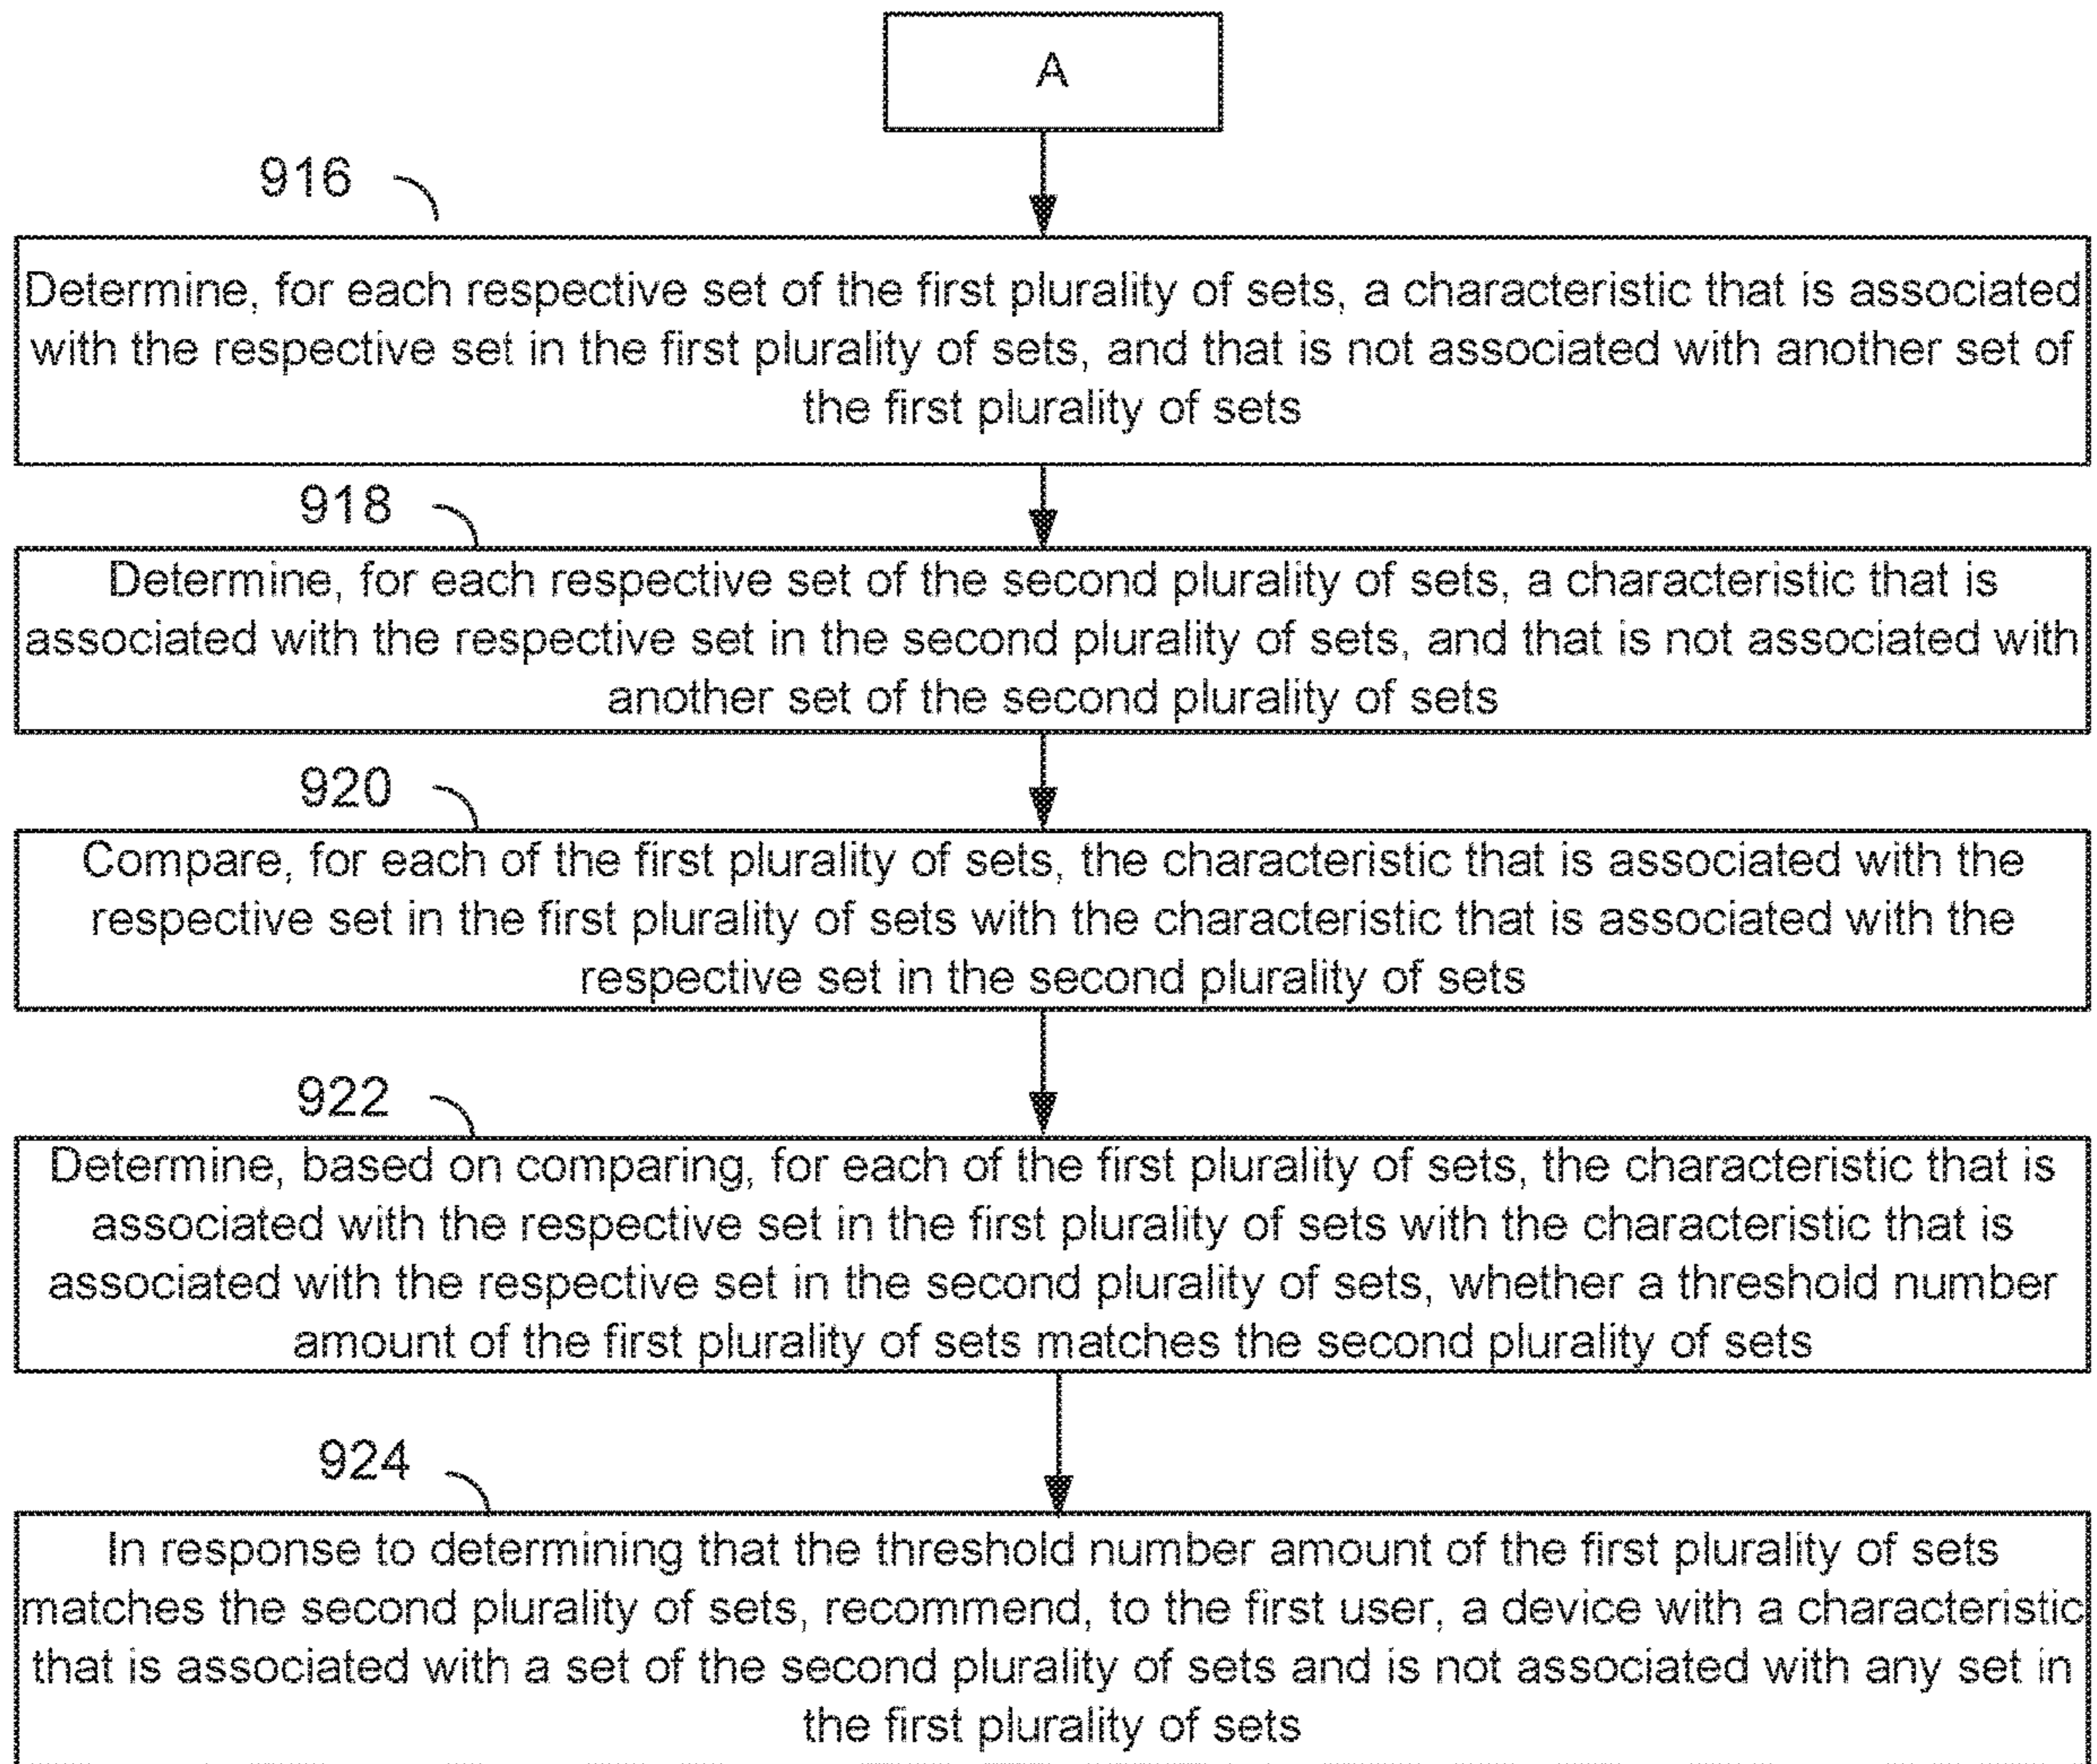 A
916
Determine, for each respective set of the first plurality of sets, a characteristic that is associated
with the respective set in the first plurality of sets, and that is not associated with another set of
the first plurality of sets
918
Determine, for each respective set of the second plurality of sets, a characteristic that is
associated with the respective set in the second plurality of sets, and that is not associated with
another set of the second plurality of sets
920
Compare, for each of the first plurality of sets, the characteristic that is associated with the
respective set in the first plurality of sets with the characteristic that is associated with the
respective set in the second plurality of sets
922
Determine, based on comparing, for each of the first plurality of sets, the characteristic that is
associated with the respective set in the first plurality of sets with the characteristic that is
associated with the respective set in the second plurality of sets, whether a threshold number
amount of the first plurality of sets matches the second plurality of sets
924
In response to determining that the threshold number amount of the first plurality of sets
matches the second plurality of sets, recommend, to the first user, a device with a characteristic
that is associated with a set of the second plurality of sets and is not associated with any set in
the first plurality of sets